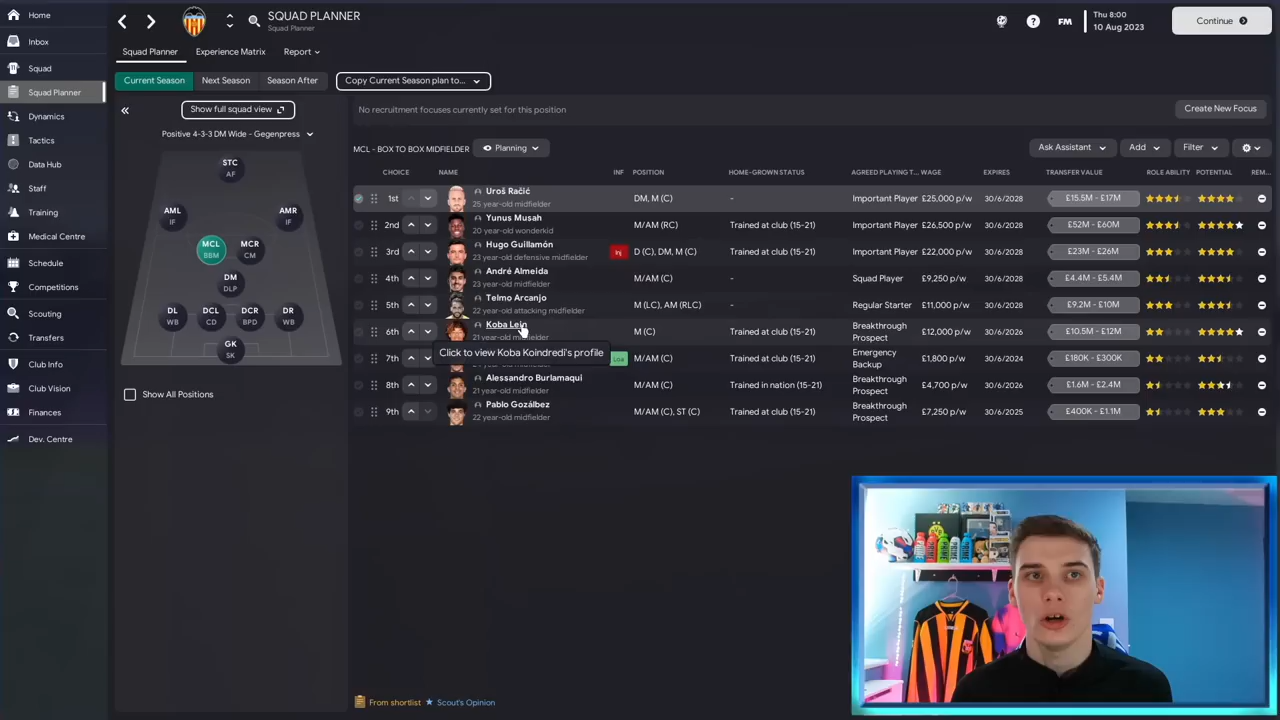 Home
Inbox
Squad
Squad Planner
Dynamics
Tactics
Data Hub
Staff
Training
Medical Centre
Schedule
Competitions
Scouting
Transfers
Club Info
Club Vision
Finances
Dev. Centre
SQUAD PLANNER
Squad Planner
FM
Thu 8:00
10 Aug 2023
Continue
Squad Planner Experience Matrix Report
Current Season Next Season Season After Copy Current Season plan to...
Show full squad view
Positive 4-3-3 DM Wide - Gegenpress
STC
AF
AML
IF
AMR
IF
MCL
BBM
MCR
CM
DM
DLP
DL
WB
DCL
CD
DCR
BPD
DR
WB
GK
SK
Show All Positions
No recruitment focuses currently set for this position
Create New Focus
MCL - BOX TO BOX MIDFIELDER Planning
Ask Assistant Add Filter
CHOICE NAME INF POSITION HOME-GROWN STATUS AGREED PLAYING T... WAGE EXPIRES TRANSFER VALUE ROLE ABILITY POTENTIAL REM...
1st Uroš Račić DM, M (C) - Important Player £25,000 p/w 30/6/2028 £15.5M - £17M
25 year-old midfielder
2nd Yunus Musah M/AM (RC) Trained at club (15-21) Important Player £26,500 p/w 30/6/2028 £52M - £60M
20 year-old wonderkid
3rd Hugo Guillamón Inj D (C), DM, M (C) Trained at club (15-21) Important Player £22,000 p/w 30/6/2028 £23M - £26M
23 year-old defensive midfielder
4th André Almeida M/AM (C) - Squad Player £9,250 p/w 30/6/2028 £4.4M - £5.4M
23 year-old midfielder
5th Telmo Arcanjo M (LC), AM (RLC) - Regular Starter £11,000 p/w 30/6/2028 £9.2M - £10M
22 year-old attacking midfielder
6th Koba Lein M (C) Trained at club (15-21) Breakthrough Prospect £12,000 p/w 30/6/2028 £10.5M - £12M
21 year-old midfielder
Click to view Koba Koindredi's profile
7th Loa M/AM (C) Trained at club (15-21) Emergency Backup £1,800 p/w 30/6/2024 £180K - £300K
8th Alessandro Burlamaqui M/AM (C) Trained in nation (15-21) Breakthrough Prospect £4,700 p/w 30/6/2026 £1.6M - £2.4M
21 year-old midfielder
9th Pablo Gozálbez M/AM (C), ST (C) Trained at club (15-21) Breakthrough Prospect £7,250 p/w 30/6/2025 £400K - £1.1M
22 year-old midfielder
From shortlist Scout's Opinion